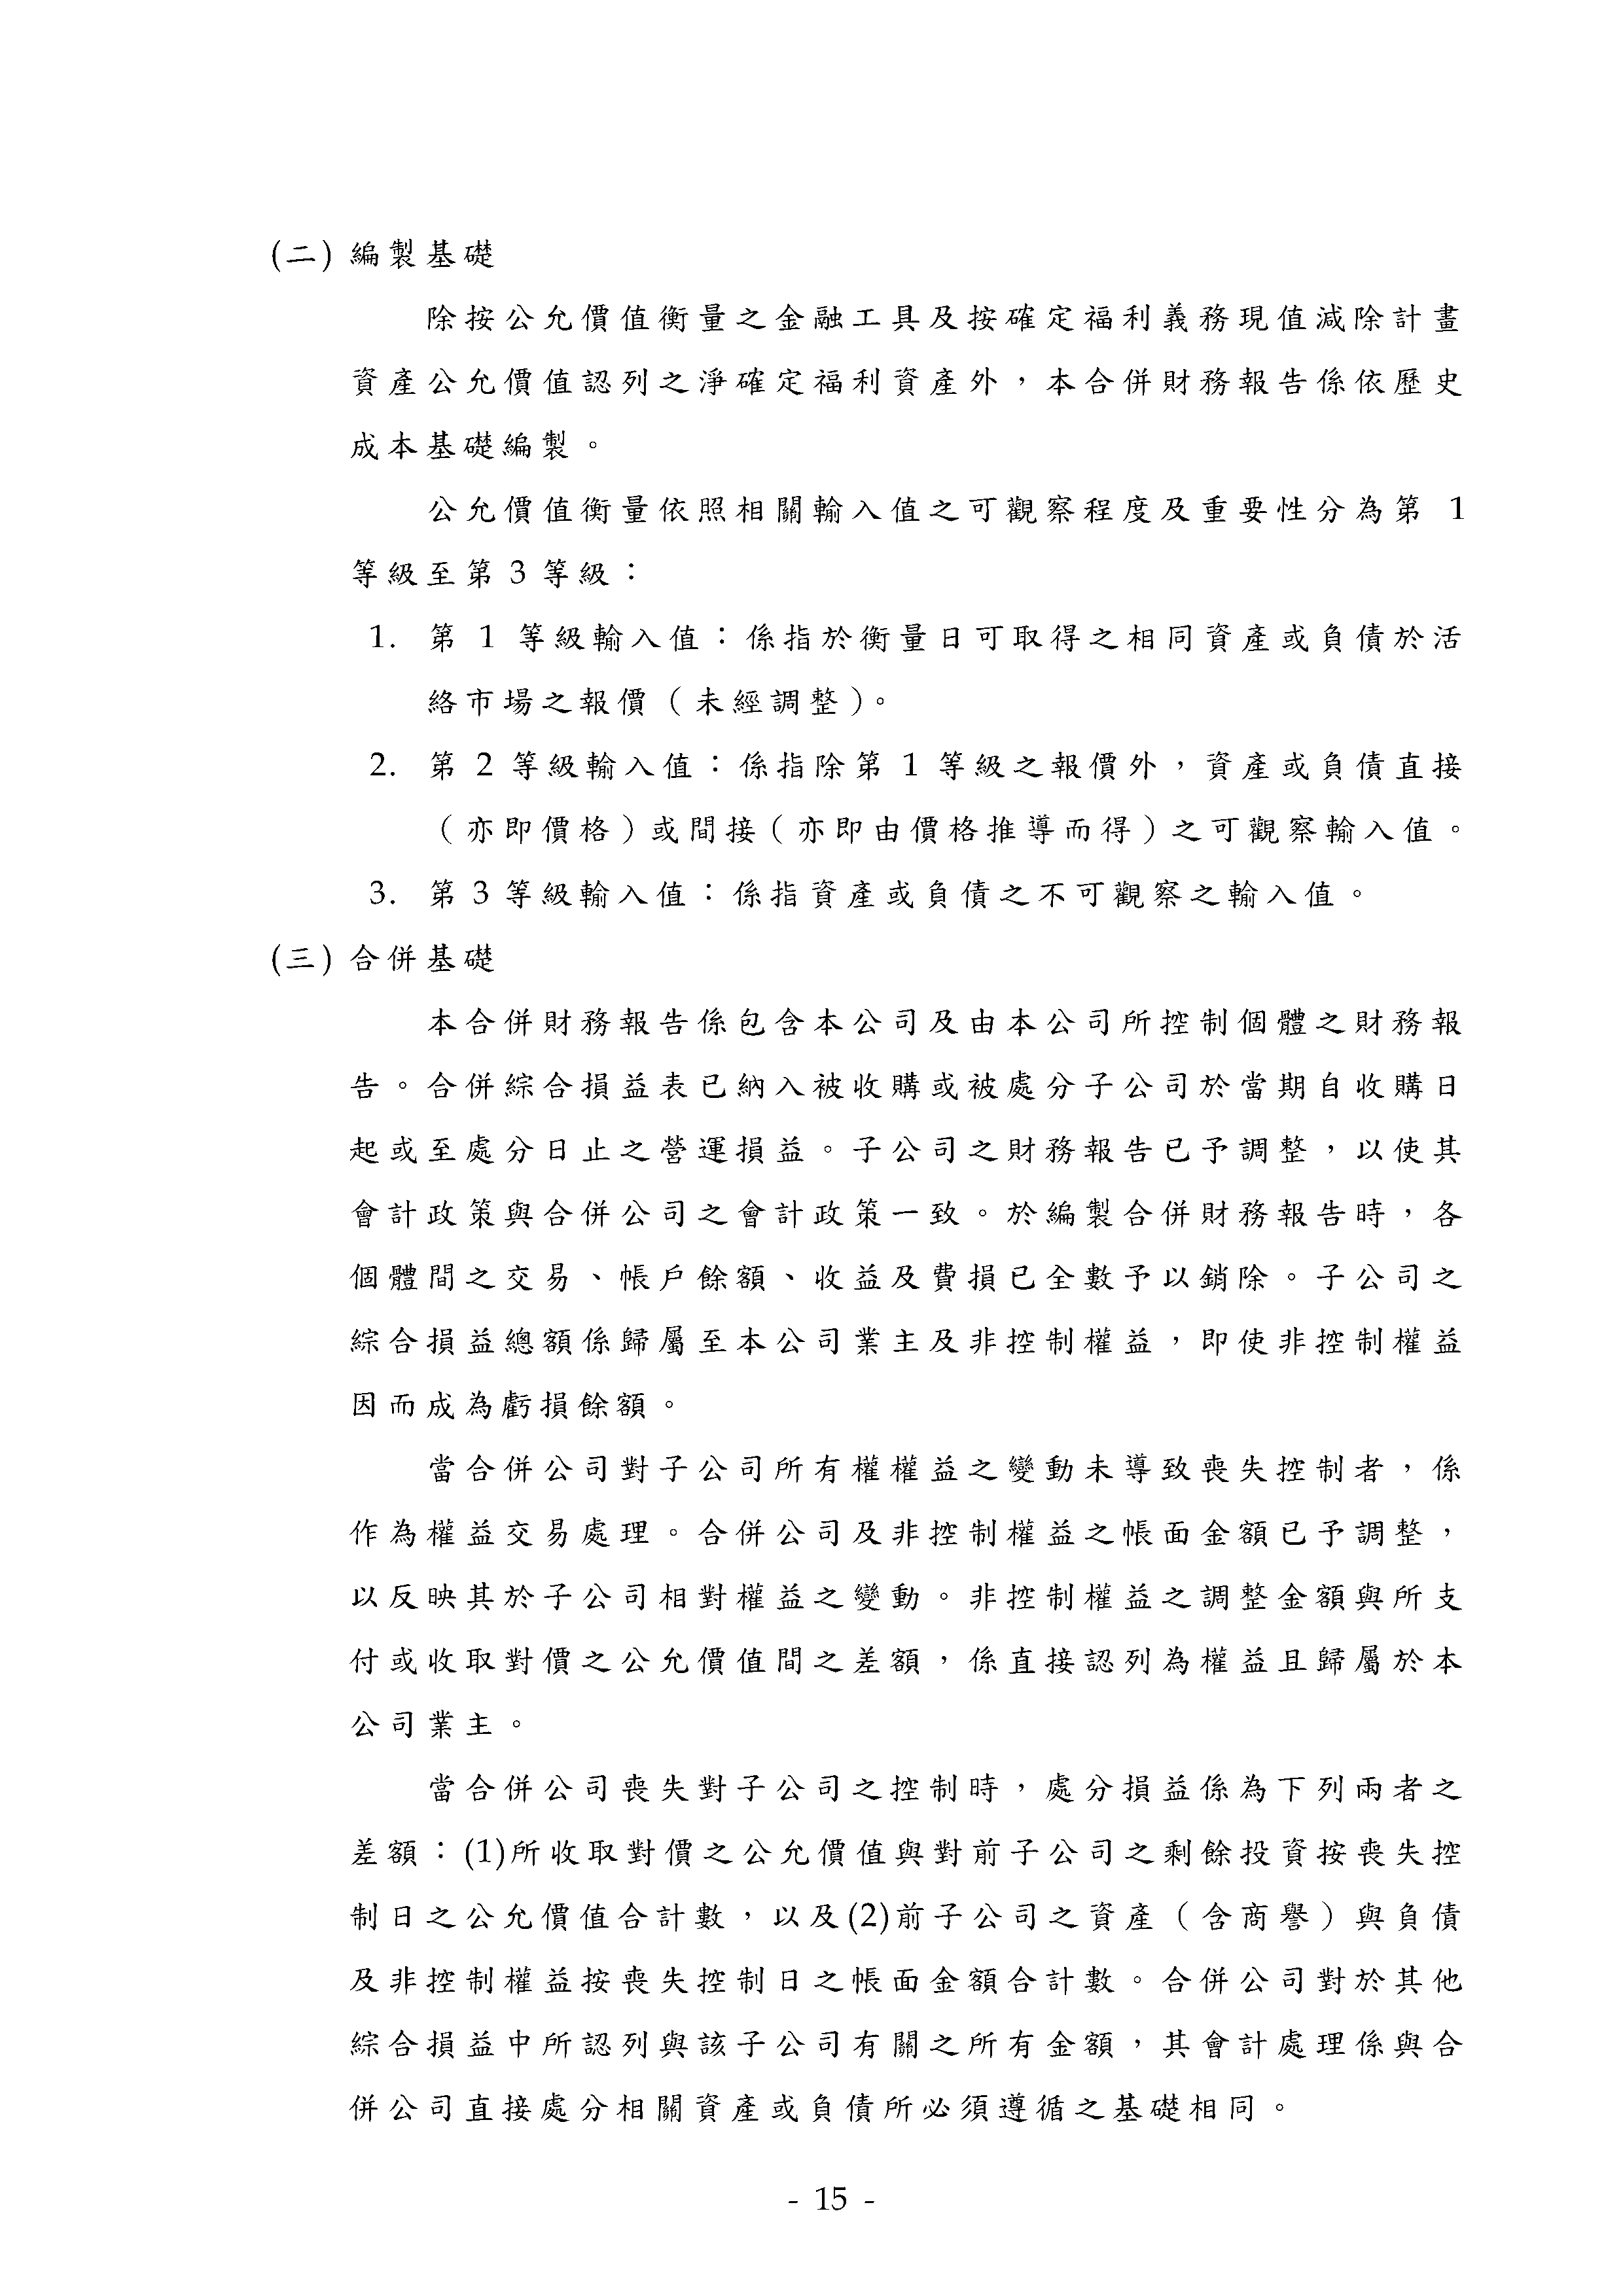 (二) 編製基礎
除按公允價值衡量之金融工具及按確定福利義務現值減除計畫
資產公允價值認列之淨確定福利資產外，本合併財務報告係依歷史
成本基礎編製。
公允價值衡量依照相關輸入值之可觀察程度及重要性分為第 1
等級至第 3 等級：
1. 第 1 等級輸入值：係指於衡量日可取得之相同資產或負債於活
絡市場之報價（未經調整）。
2. 第 2 等級輸入值：係指除第 1 等級之報價外，資產或負債直接
（亦即價格）或間接（亦即由價格推導而得）之可觀察輸入值。
3. 第 3 等級輸入值：係指資產或負債之不可觀察之輸入值。
(三) 合併基礎
本合併財務報告係包含本公司及由本公司所控制個體之財務報
告。合併綜合損益表已納入被收購或被處分子公司於當期自收購日
起或至處分日止之營運損益。子公司之財務報告已予調整，以使其
會計政策與合併公司之會計政策一致。於編製合併財務報告時，各
個體間之交易、帳戶餘額、收益及費損已全數予以銷除。子公司之
綜合損益總額係歸屬至本公司業主及非控制權益，即使非控制權益
因而成為虧損餘額。
當合併公司對子公司所有權權益之變動未導致喪失控制者，係
作為權益交易處理。合併公司及非控制權益之帳面金額已予調整，
以反映其於子公司相對權益之變動。非控制權益之調整金額與所支
付或收取對價之公允價值間之差額，係直接認列為權益且歸屬於本
公司業主。
當合併公司喪失對子公司之控制時，處分損益係為下列兩者之
差額：(1)所收取對價之公允價值與對前子公司之剩餘投資按喪失控
制日之公允價值合計數，以及(2)前子公司之資產（含商譽）與負債
及非控制權益按喪失控制日之帳面金額合計數。合併公司對於其他
綜合損益中所認列與該子公司有關之所有金額，其會計處理係與合
併公司直接處分相關資產或負債所必須遵循之基礎相同。
- 15 -